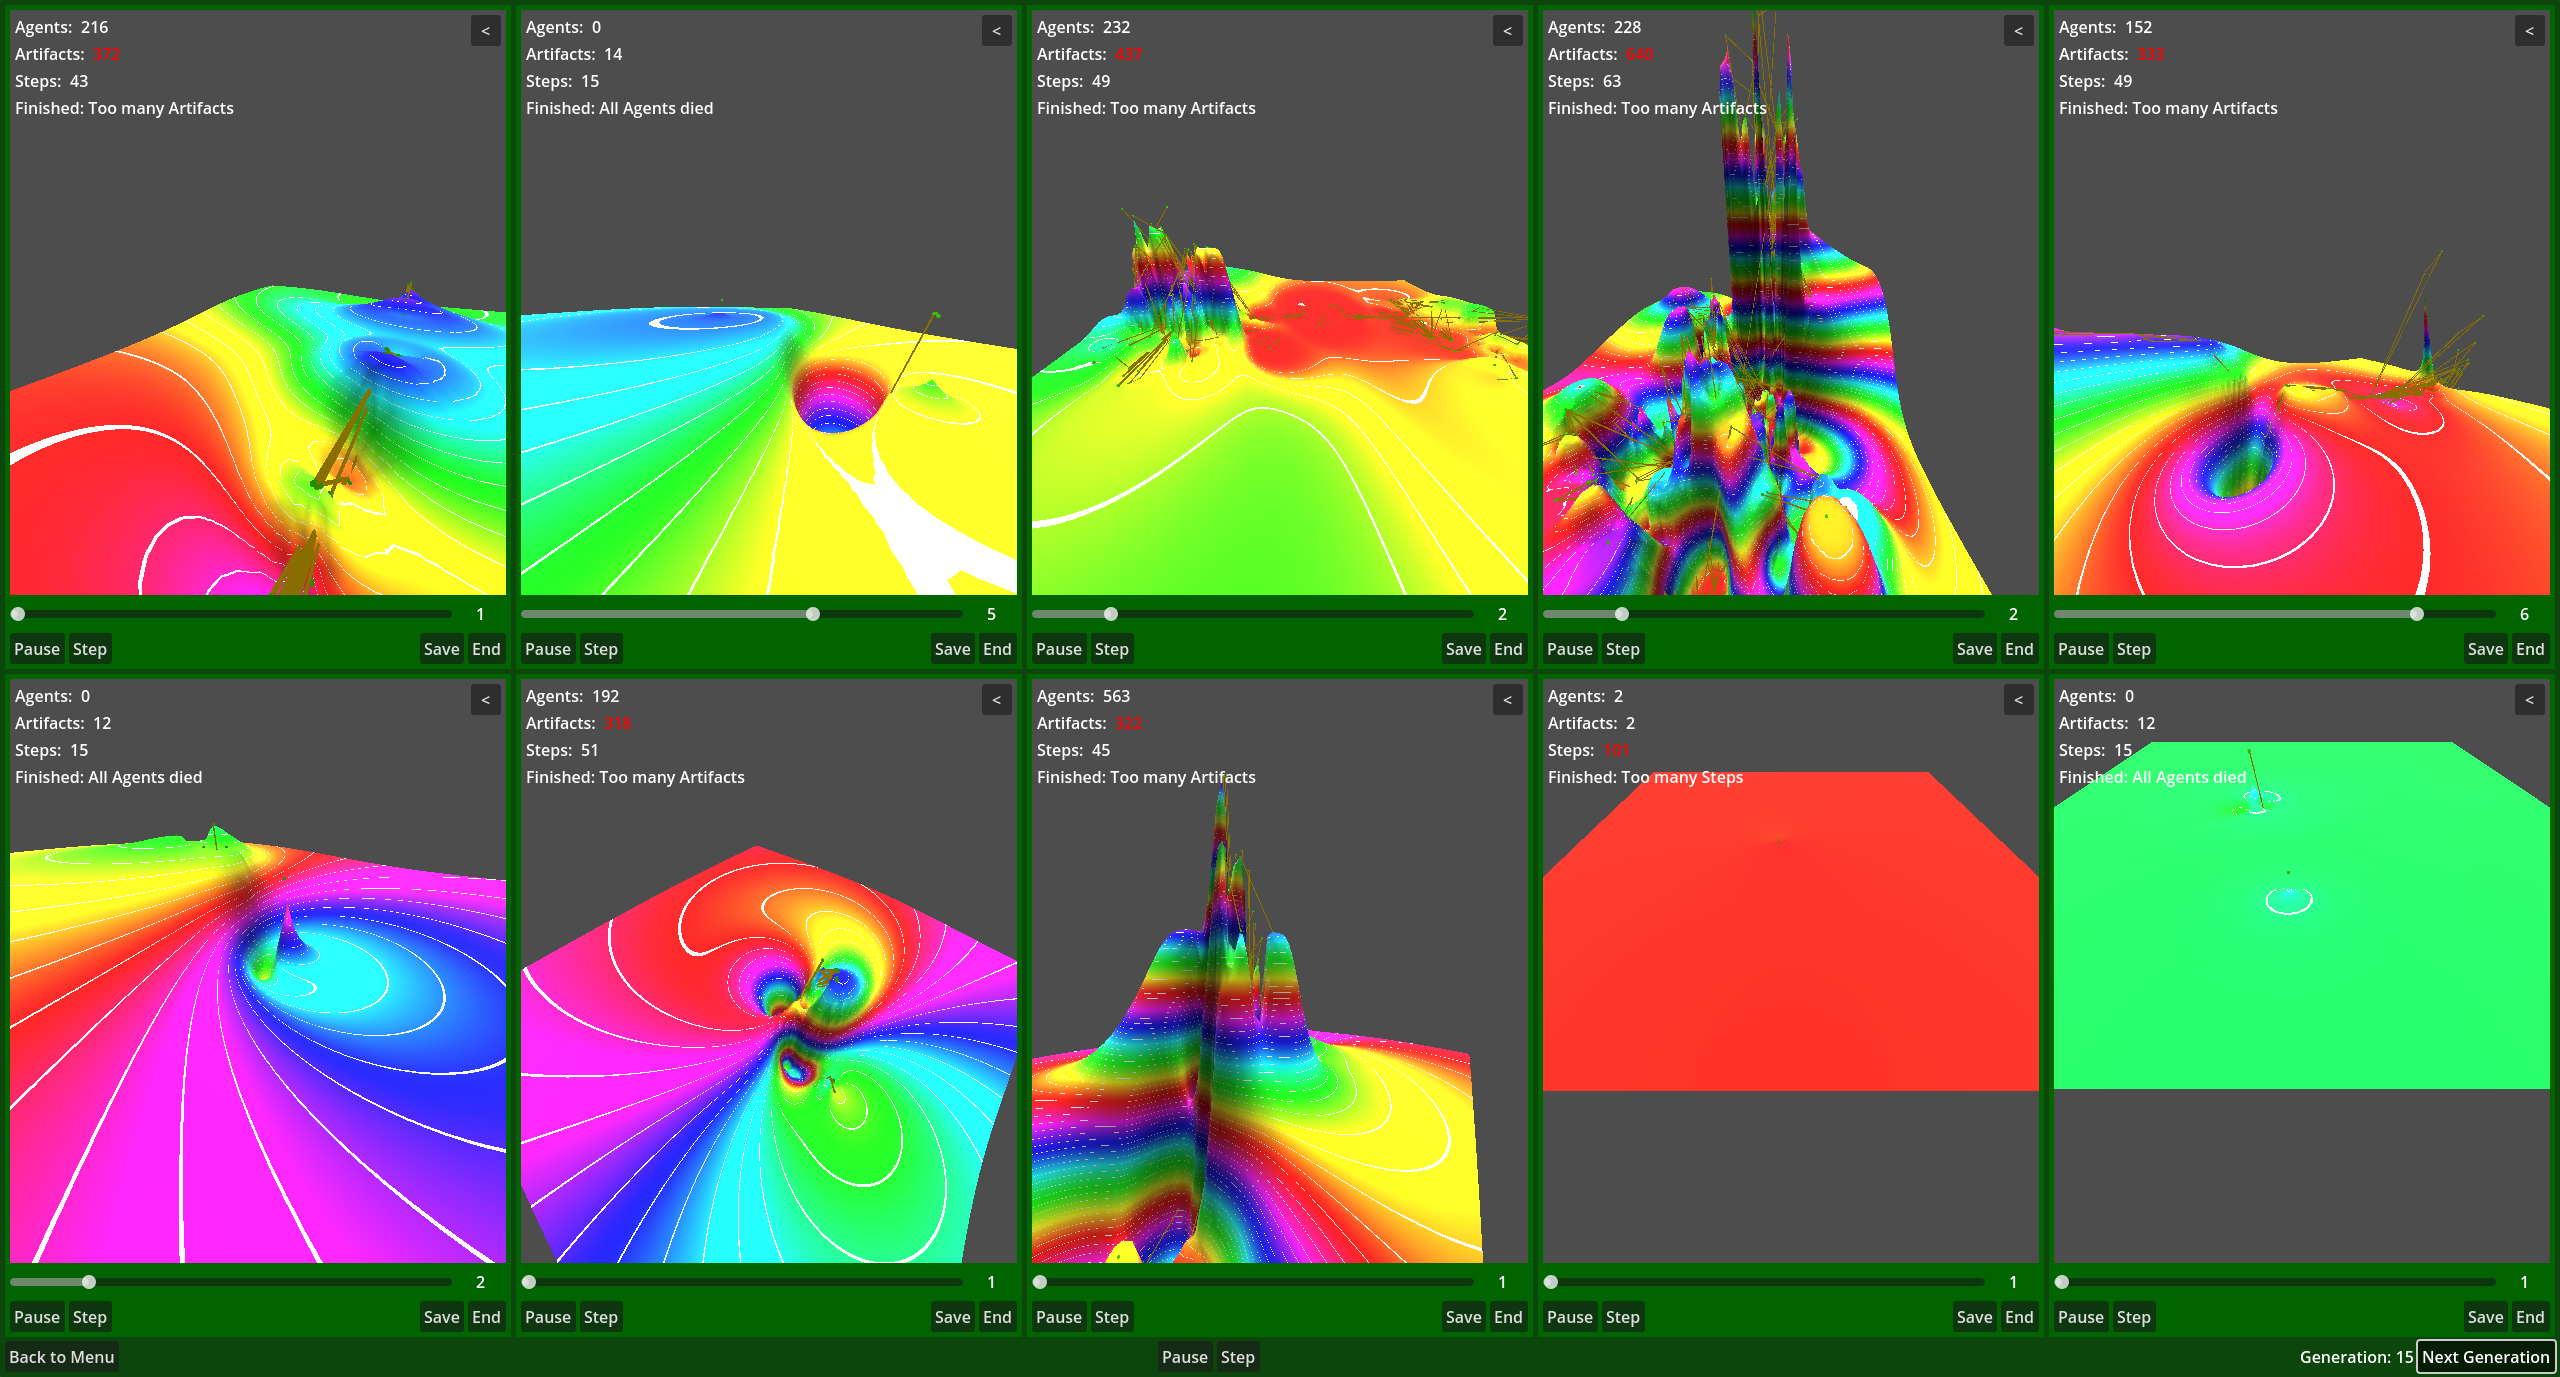 Agents: 216
<
Artifacts: 372
Steps: 43
Finished: Too many Artifacts
1
Pause Step Save End
Agents: 0
<
Artifacts: 14
Steps: 15
Finished: All Agents died
5
Pause Step Save End
Agents: 232
<
Artifacts: 437
Steps: 49
Finished: Too many Artifacts
2
Pause Step Save End
Agents: 228
<
Artifacts: 640
Steps: 63
Finished: Too many Artifacts
2
Pause Step Save End
Agents: 152
<
Artifacts: 333
Steps: 49
Finished: Too many Artifacts
6
Pause Step Save End
Agents: 0
<
Artifacts: 12
Steps: 15
Finished: All Agents died
2
Pause Step Save End
Agents: 192
<
Artifacts: 318
Steps: 51
Finished: Too many Artifacts
1
Pause Step Save End
Agents: 563
<
Artifacts: 322
Steps: 45
Finished: Too many Artifacts
1
Pause Step Save End
Agents: 2
<
Artifacts: 2
Steps: 101
Finished: Too many Steps
1
Pause Step Save End
Agents: 0
<
Artifacts: 12
Steps: 15
Finished: All Agents died
1
Pause Step Save End
Back to Menu Pause Step Generation: 15 Next Generation